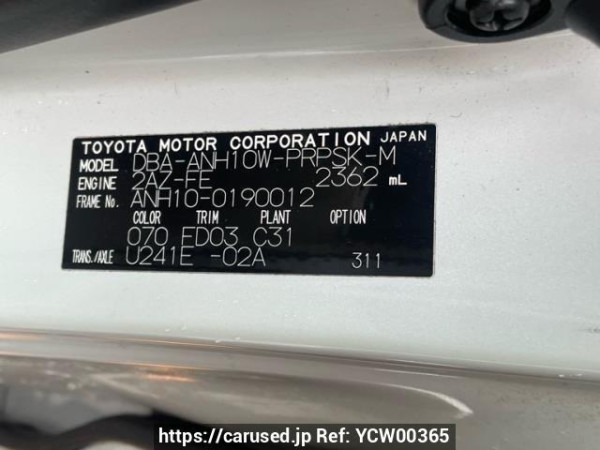 TOYOTA MOTOR CORPORATION JAPAN
MODEL DBA-ANH10W-PRPSK-M
ENGINE 2AZ-FE 2362 mL
FRAME No. ANH10-0190012
COLOR TRIM PLANT OPTION
070 FD03 C31
TRANS./AXLE U241E -02A 311
https://carused.jp Ref: YCW00365